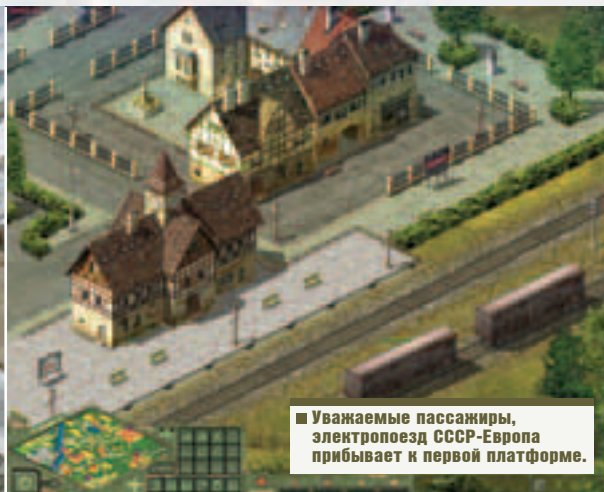 Уважаемые пассажиры,
электропоезд СССР-Европа
прибывает к первой платформе.